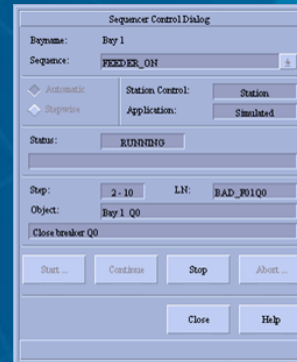 Sequencer Control Dialog
Bayname: Bay 1
Sequence: FEEDER_ON
Automatic Station Control: Station
Stepwise Application: Simulated
Status: RUNNING
Step: 2 - 10 LN: BAD_F01Q0
Object: Bay 1 Q0
Close breaker Q0
Start ... Continue Stop Abort ...
Close Help